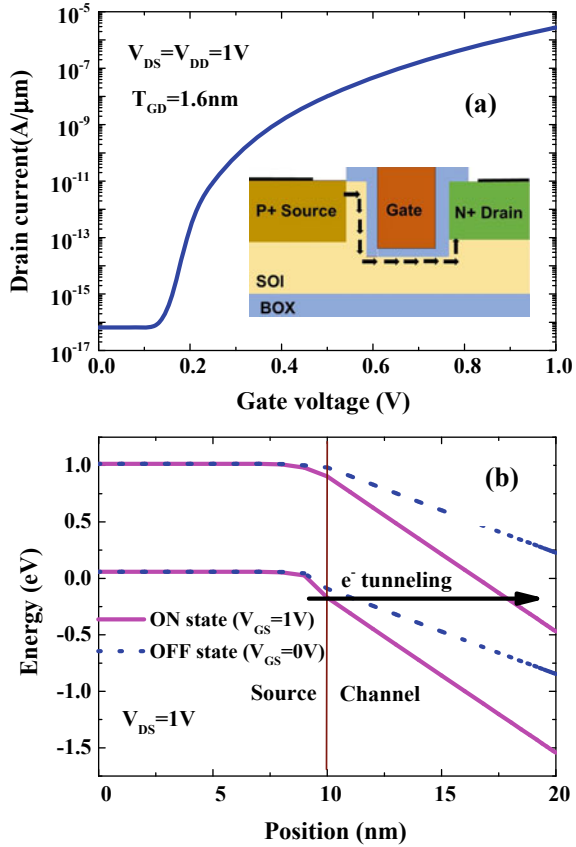 10⁻⁵
10⁻⁷
10⁻⁹
10⁻¹¹
10⁻¹³
10⁻¹⁵
10⁻¹⁷
Drain current(A/μm)
V_DS=V_DD=1V
T_GD=1.6nm
(a)
P+ Source
Gate
N+ Drain
SOI
BOX
0.0 0.2 0.4 0.6 0.8 1.0
Gate voltage (V)
1.0
0.5
0.0
-0.5
-1.0
-1.5
Energy (eV)
(b)
e⁻ tunneling
ON state (V_GS=1V)
OFF state (V_GS=0V)
Source Channel
V_DS=1V
0 5 10 15 20
Position (nm)